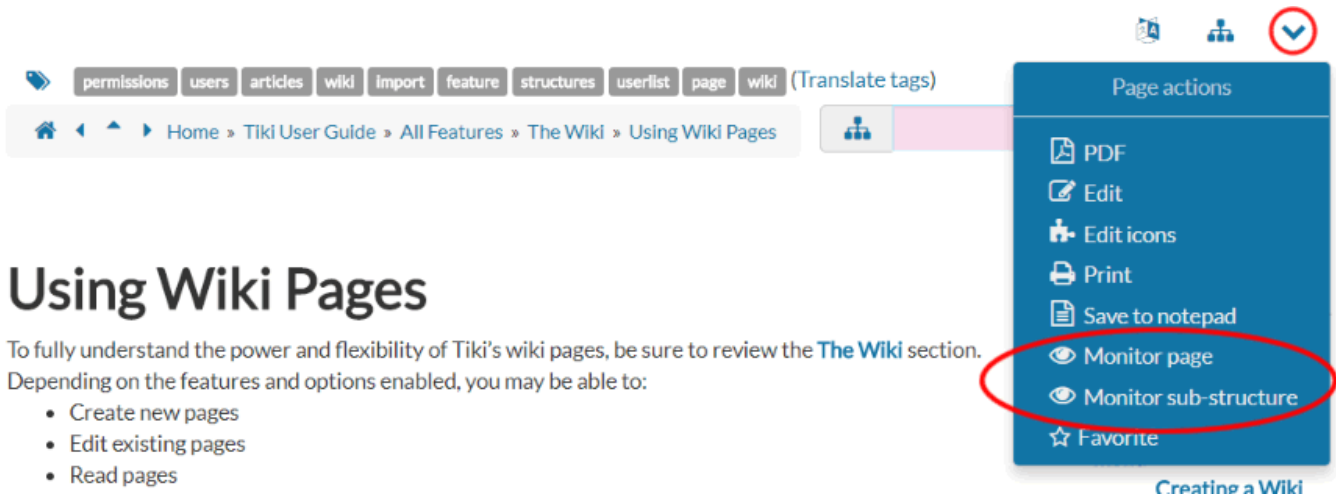 permissions users articles wiki import feature structures userlist page wiki (Translate tags)
Home » Tiki User Guide » All Features » The Wiki » Using Wiki Pages
Page actions
PDF
Edit
Edit icons
Print
Save to notepad
Monitor page
Monitor sub-structure
Favorite
Using Wiki Pages
To fully understand the power and flexibility of Tiki's wiki pages, be sure to review the The Wiki section.
Depending on the features and options enabled, you may be able to:
• Create new pages
• Edit existing pages
• Read pages
Creating a Wiki